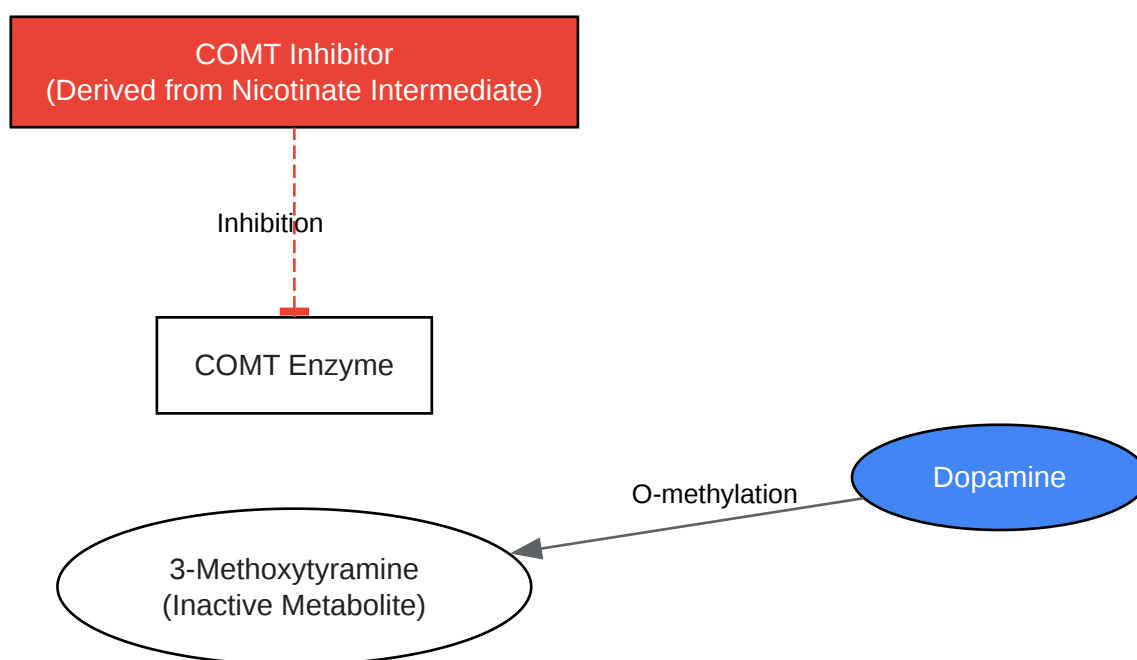 COMT Inhibitor
(Derived from Nicotinate Intermediate)
Inhibition
COMT Enzyme
Dopamine
O-methylation
3-Methoxytyramine
(Inactive Metabolite)